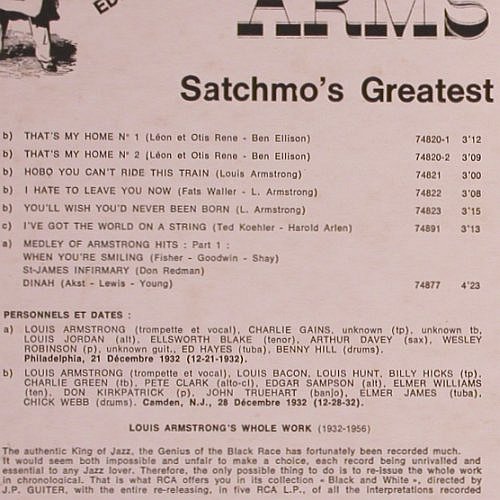 ED
ARMS
Satchmo's Greatest
b) THAT'S MY HOME N° 1 (Léon et Otis Rene - Ben Ellison) 74820-1 3'12
b) THAT'S MY HOME N° 2 (Léon et Otis Rene - Ben Ellison) 74820-2 3'09
b) HOBO YOU CAN'T RIDE THIS TRAIN (Louis Armstrong) 74821 3'00
b) I HATE TO LEAVE YOU NOW (Fats Waller - L. Armstrong) 74822 3'08
b) YOU'LL WISH YOU'D NEVER BEEN BORN (L. Armstrong) 74823 3'15
c) I'VE GOT THE WORLD ON A STRING (Ted Koehler - Harold Arlen) 74891 3'13
a) MEDLEY OF ARMSTRONG HITS : Part 1 :
WHEN YOU'RE SMILING (Fisher - Goodwin - Shay)
St-JAMES INFIRMARY (Don Redman)
DINAH (Akst - Lewis - Young) 74877 4'23
PERSONNELS ET DATES :
a) LOUIS ARMSTRONG (trompette et vocal), CHARLIE GAINS, unknown (tp), unknown tb,
LOUIS JORDAN (alt), ELLSWORTH BLAKE (tenor), ARTHUR DAVEY (sax), WESLEY
ROBINSON (p), unknown guit., ED HAYES (tuba), BENNY HILL (drums).
Philadelphia, 21 Décembre 1932 (12-21-1932).
b) LOUIS ARMSTRONG (trompette et vocal), LOUIS BACON, LOUIS HUNT, BILLY HICKS (tp),
CHARLIE GREEN (tb), PETE CLARK (alto-cl), EDGAR SAMPSON (alt), ELMER WILLIAMS
(ten), DON KIRKPATRICK (p), JOHN TRUEHART (banjo), ELMER JAMES (tuba),
CHICK WEBB (drums). Camden, N.J., 28 Décembre 1932 (12-28-32).
LOUIS ARMSTRONG'S WHOLE WORK (1932-1956)
The authentic King of Jazz, the Genius of the Black Race has fortunately been recorded much.
It would seem both impossible and unfair to make a choice, each record being unrivalled and
essential to any Jazz lover. Therefore, the only possible thing to do is to re-issue the whole work
in chronological. That is what RCA offers you in its collection « Black and White », directed by
J.P. GUITER, with the entire re-releasing, in five RCA L.P., of all the interpretations recorded